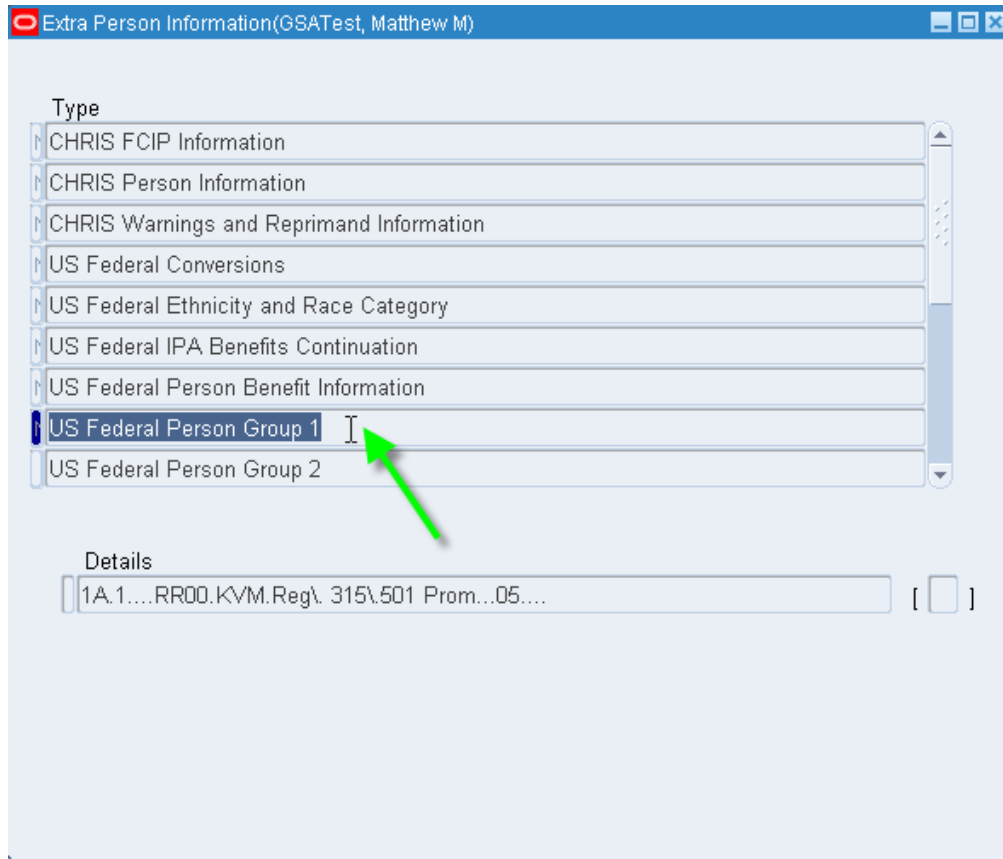 Extra Person Information(GSATest, Matthew M)
Type
CHRIS FCIP Information
CHRIS Person Information
CHRIS Warnings and Reprimand Information
US Federal Conversions
US Federal Ethnicity and Race Category
US Federal IPA Benefits Continuation
US Federal Person Benefit Information
US Federal Person Group 1
US Federal Person Group 2
Details
1A.1....RR00.KVM.Reg\. 315\.501 Prom...05.... [ ]